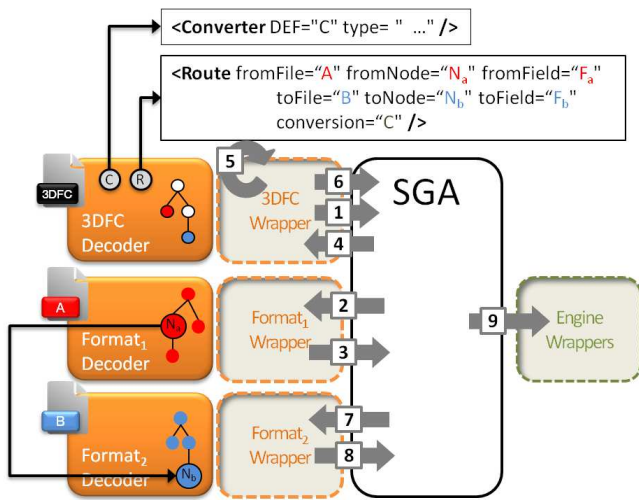 <Converter DEF="C" type= " …" />
<Route fromFile="A" fromNode="Na" fromField="Fa"
toFile="B" toNode="Nb" toField="Fb"
conversion="C" />
3DFC
C
R
3DFC
Decoder
5
3DFC
Wrapper
6
1
4
SGA
A
Na
Format1
Decoder
Format1
Wrapper
2
3
9
Engine
Wrappers
B
Nb
Format2
Decoder
Format2
Wrapper
7
8